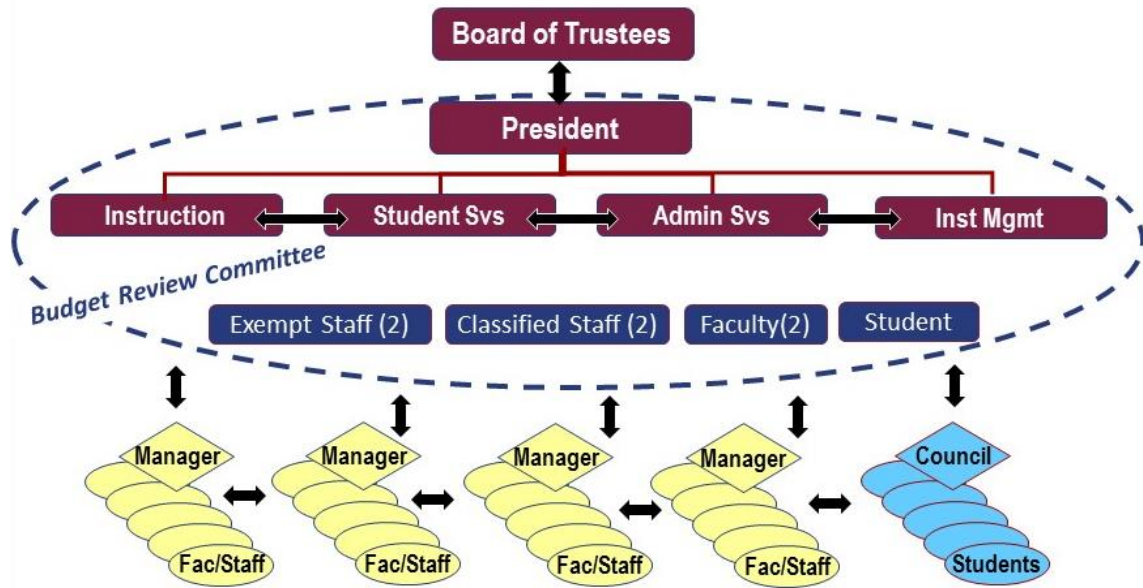 Board of Trustees
President
Instruction
Student Svs
Admin Svs
Inst Mgmt
Budget Review Committee
Exempt Staff (2)
Classified Staff (2)
Faculty(2)
Student
Manager
Manager
Manager
Manager
Council
Fac/Staff
Fac/Staff
Fac/Staff
Fac/Staff
Students